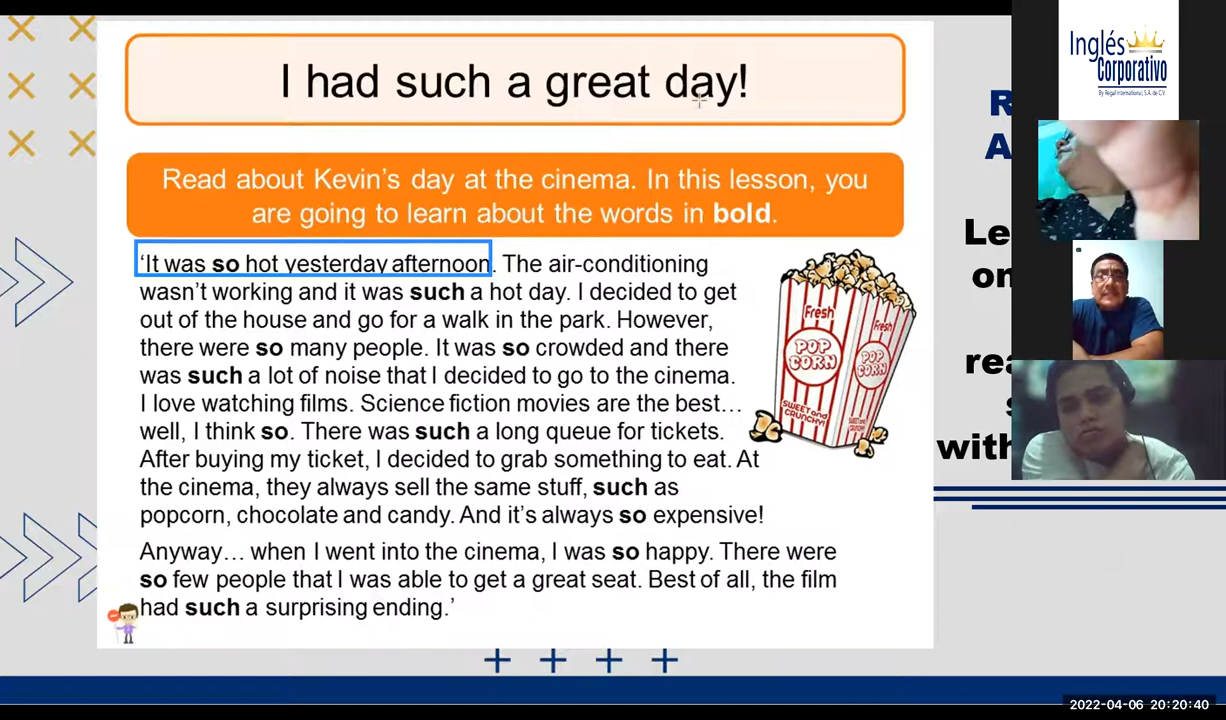 I had such a great day!
Read about Kevin's day at the cinema. In this lesson, you
are going to learn about the words in bold.
‘It was so hot yesterday afternoon. The air-conditioning
wasn't working and it was such a hot day. I decided to get
out of the house and go for a walk in the park. However,
there were so many people. It was so crowded and there
was such a lot of noise that I decided to go to the cinema.
I love watching films. Science fiction movies are the best…
well, I think so. There was such a long queue for tickets.
After buying my ticket, I decided to grab something to eat. At
the cinema, they always sell the same stuff, such as
popcorn, chocolate and candy. And it's always so expensive!
Anyway… when I went into the cinema, I was so happy. There were
so few people that I was able to get a great seat. Best of all, the film
had such a surprising ending.’
Fresh
POP
CORN
SWEET and
CRUNCHY!
Fresh
POP
CORN
Le
on
rea
with
Inglés
Corporativo
By Regal International, S.A. de C.V.
2022-04-06 20:20:40